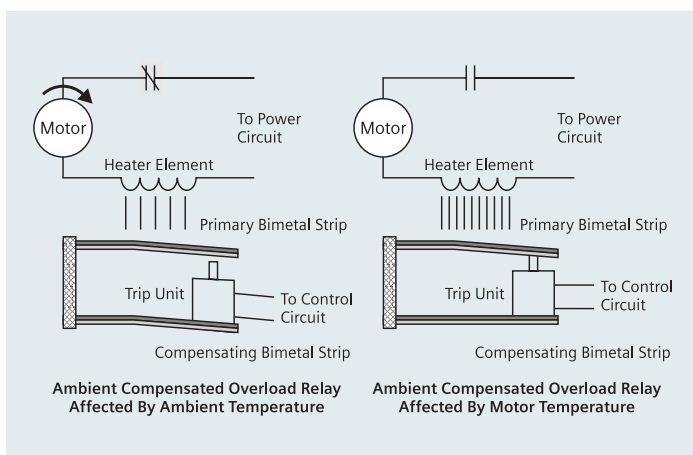 Motor
To Power
Circuit
Heater Element
Primary Bimetal Strip
Trip Unit
To Control
Circuit
Compensating Bimetal Strip
Ambient Compensated Overload Relay
Affected By Ambient Temperature
Motor
To Power
Circuit
Heater Element
Primary Bimetal Strip
Trip Unit
To Control
Circuit
Compensating Bimetal Strip
Ambient Compensated Overload Relay
Affected By Motor Temperature